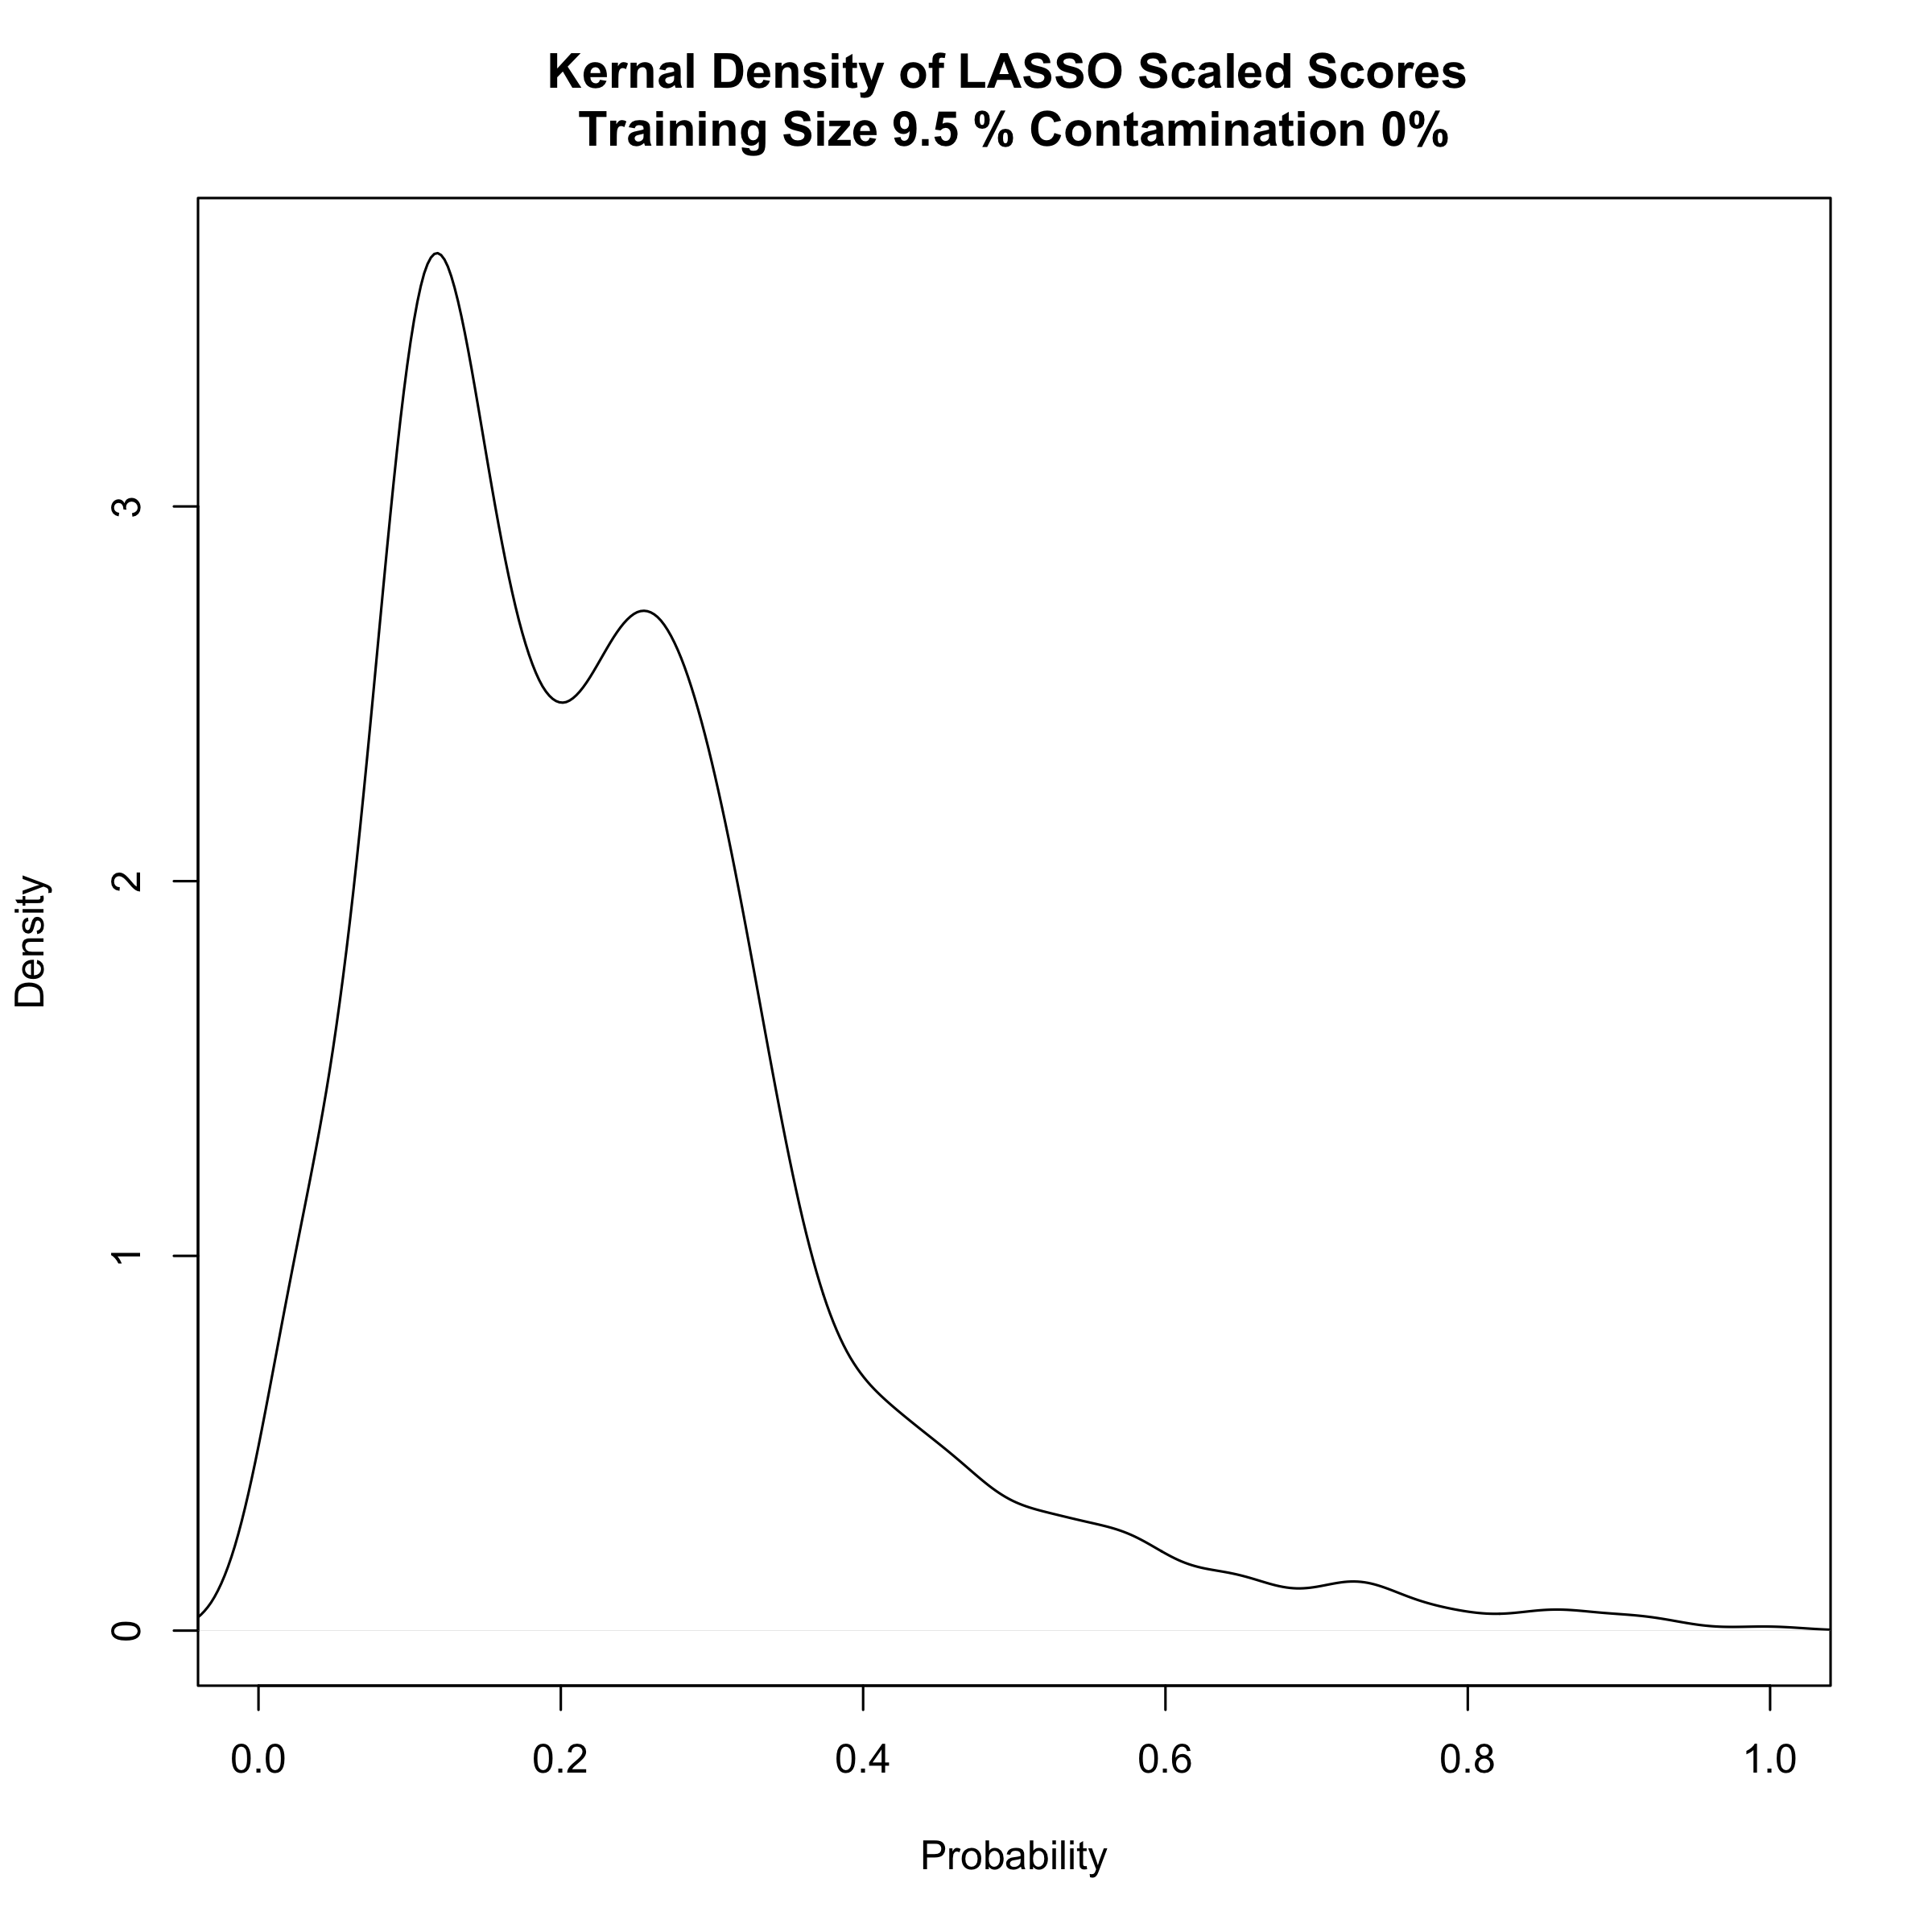 Kernal Density of LASSO Scaled Scores
Training Size 9.5 % Contamination 0%
3
2
1
0
Density
0.0 0.2 0.4 0.6 0.8 1.0
Probability